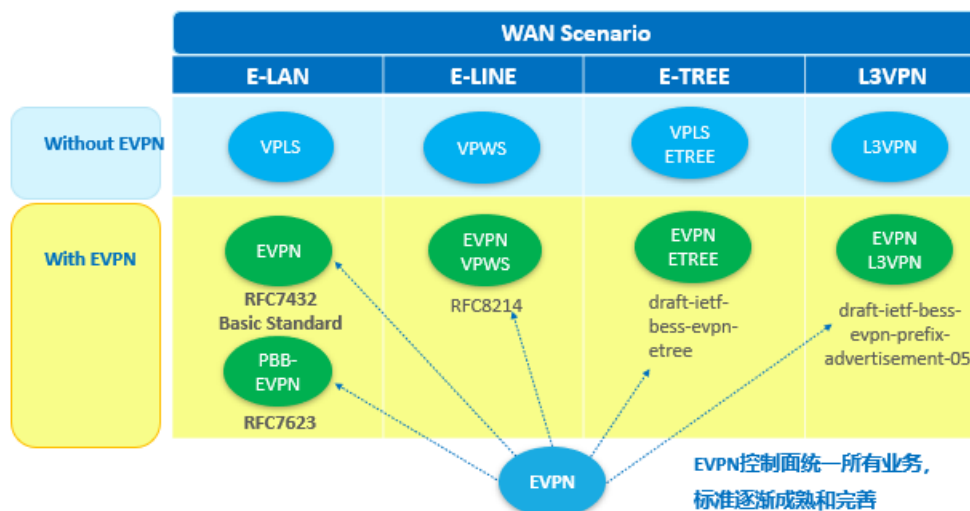 WAN Scenario
E-LAN
E-LINE
E-TREE
L3VPN
Without EVPN
VPLS
VPWS
VPLS
ETREE
L3VPN
With EVPN
EVPN
RFC7432
Basic Standard
PBB-
EVPN
RFC7623
EVPN
VPWS
RFC8214
EVPN
ETREE
draft-ietf-
bess-evpn-
etree
EVPN
L3VPN
draft-ietf-bess-
evpn-prefix-
advertisement-05
EVPN
EVPN控制面统一所有业务，
标准逐渐成熟和完善